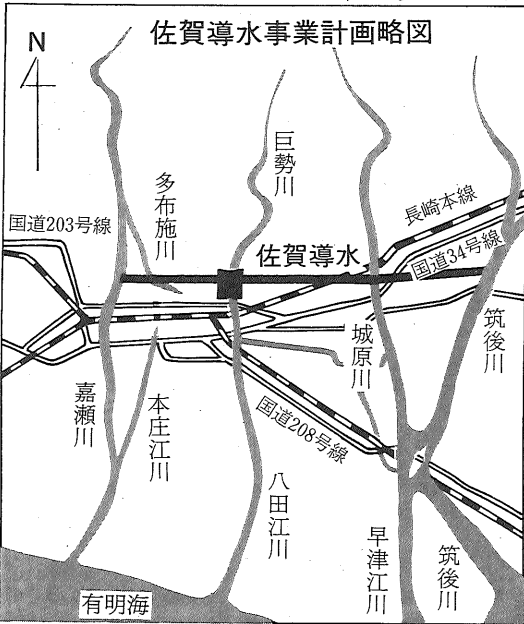 佐賀導水事業計画略図
N
巨勢川
多布施川
長崎本線
国道203号線
佐賀導水
国道34号線
筑後川
城原川
嘉瀬川
本庄江川
国道208号線
八田江川
早津江川
筑後川
有明海